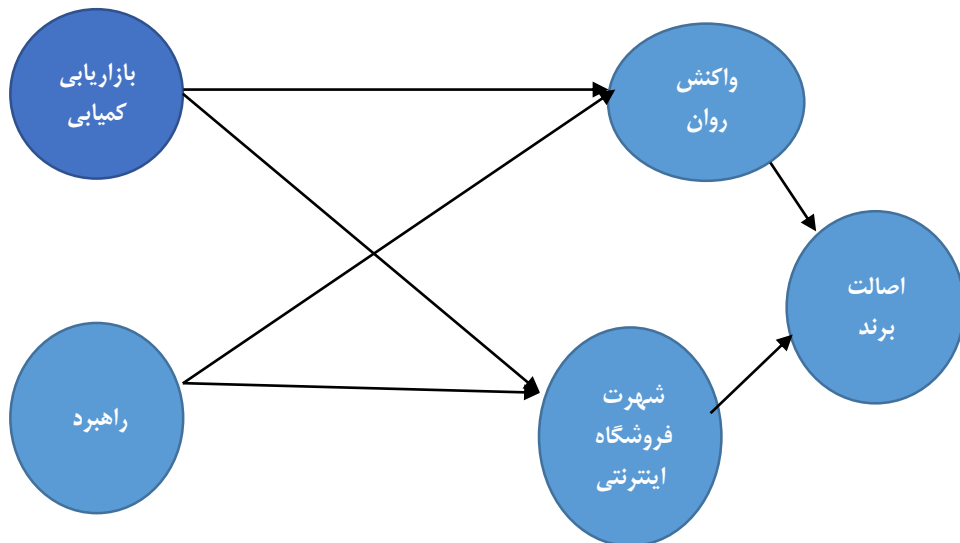 بازاریابی
کمیابی
واکنش
روان
اصالت
برند
راهبرد
شهرت
فروشگاه
اینترنتی